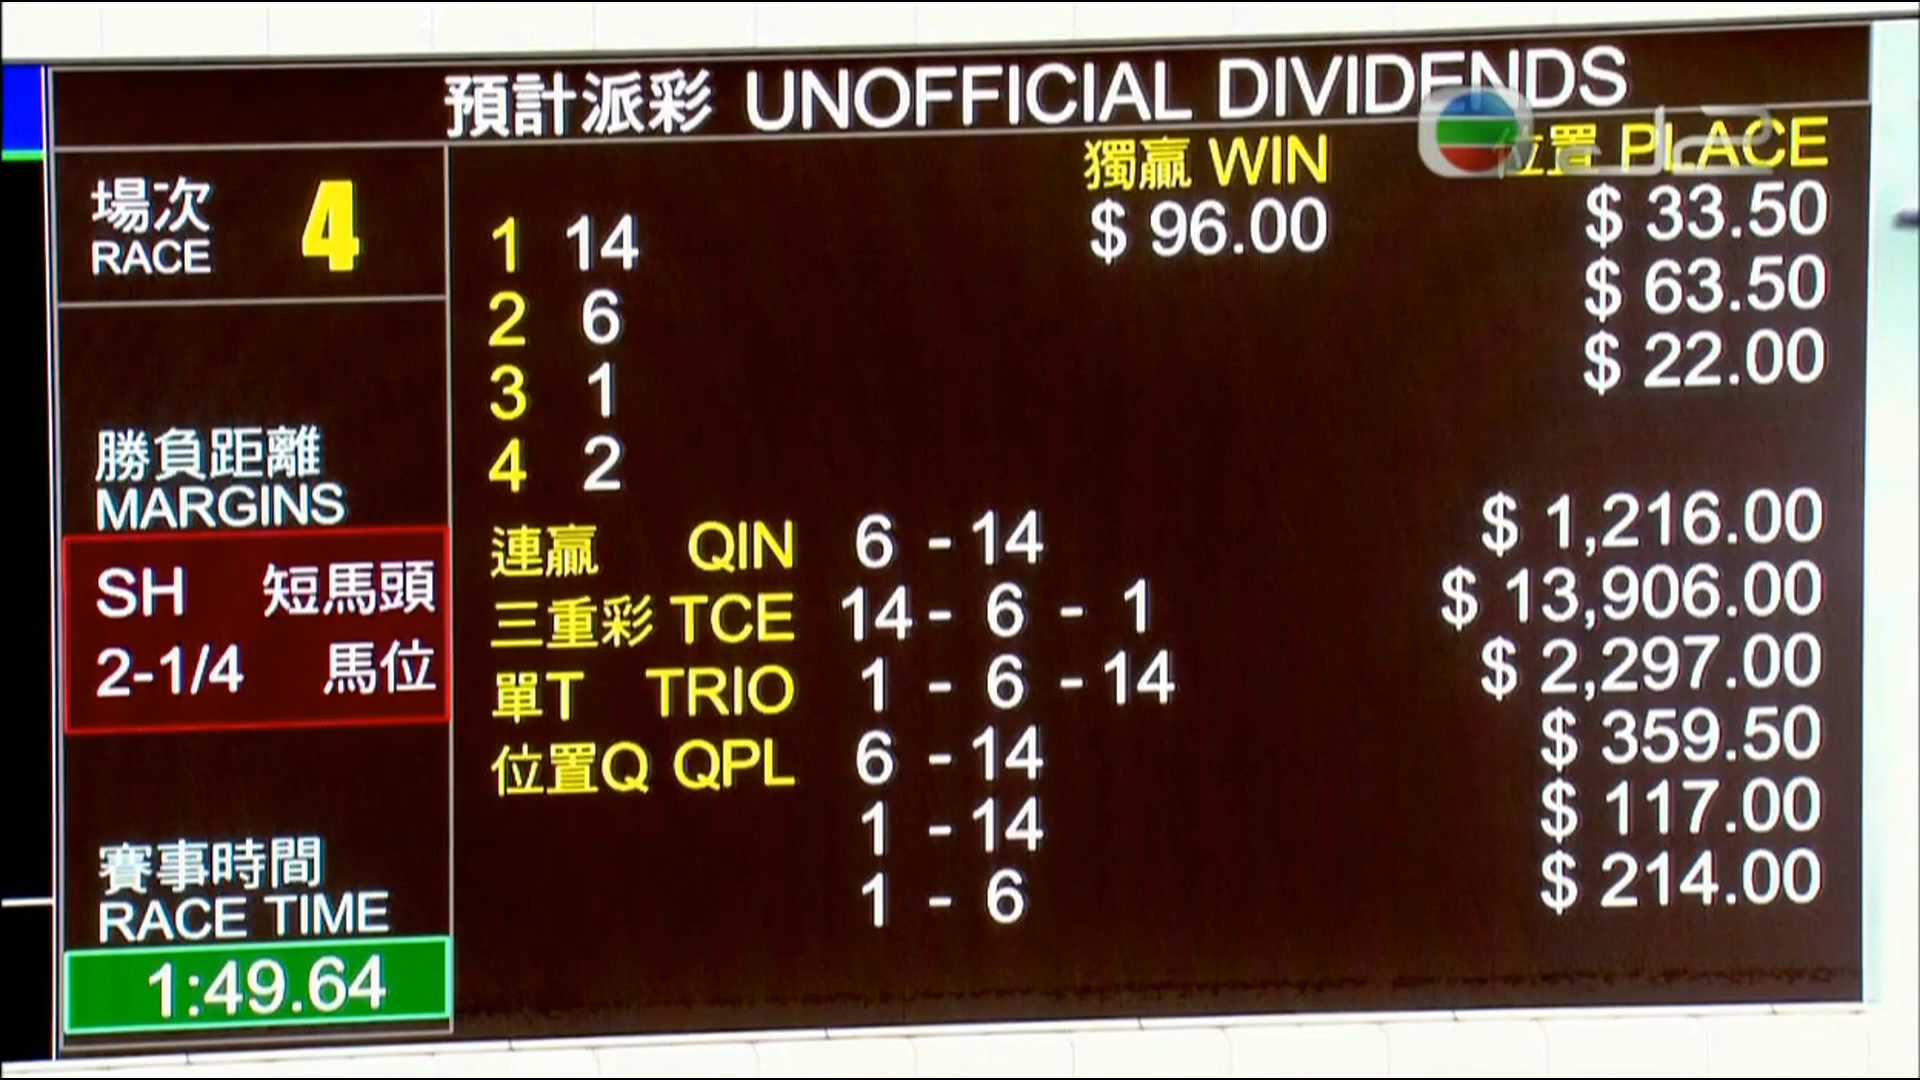 預計派彩 UNOFFICIAL DIVIDENDS
場次
RACE 4
獨贏 WIN 位置 PLACE
1 14 $ 96.00 $ 33.50
2 6 $ 63.50
3 1 $ 22.00
4 2
勝負距離
MARGINS
SH 短馬頭
2-1/4 馬位
連贏 QIN 6 - 14 $ 1,216.00
三重彩 TCE 14 - 6 - 1 $ 13,906.00
單T TRIO 1 - 6 - 14 $ 2,297.00
位置Q QPL 6 - 14 $ 359.50
1 - 14 $ 117.00
1 - 6 $ 214.00
賽事時間
RACE TIME
1:49.64